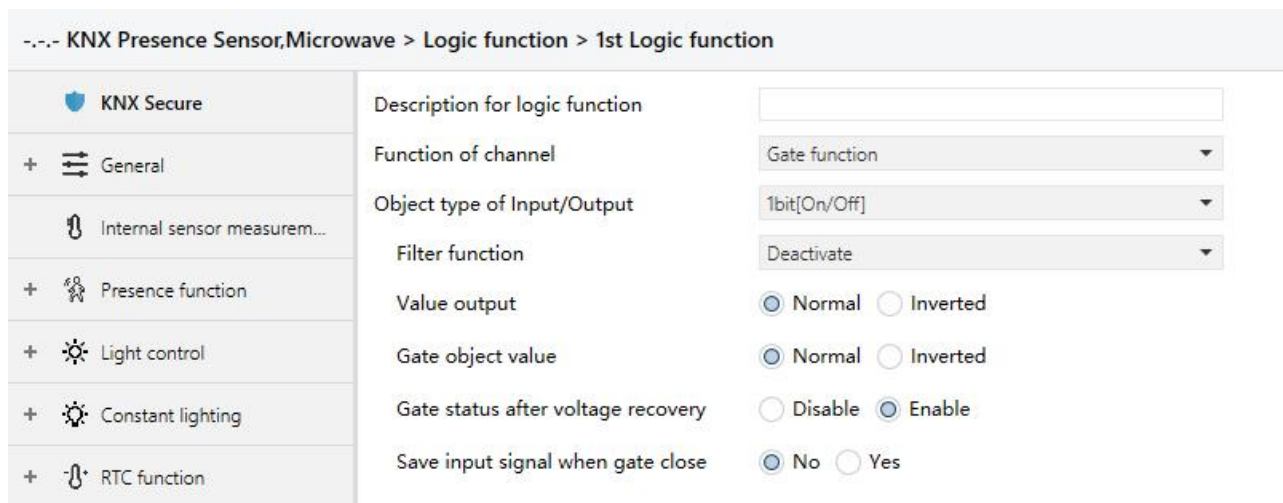 -.-.- KNX Presence Sensor,Microwave > Logic function > 1st Logic function
KNX Secure
+ General
Internal sensor measurem...
+ Presence function
+ Light control
+ Constant lighting
+ RTC function
Description for logic function
Function of channel Gate function
Object type of Input/Output 1bit[On/Off]
Filter function Deactivate
Value output Normal Inverted
Gate object value Normal Inverted
Gate status after voltage recovery Disable Enable
Save input signal when gate close No Yes